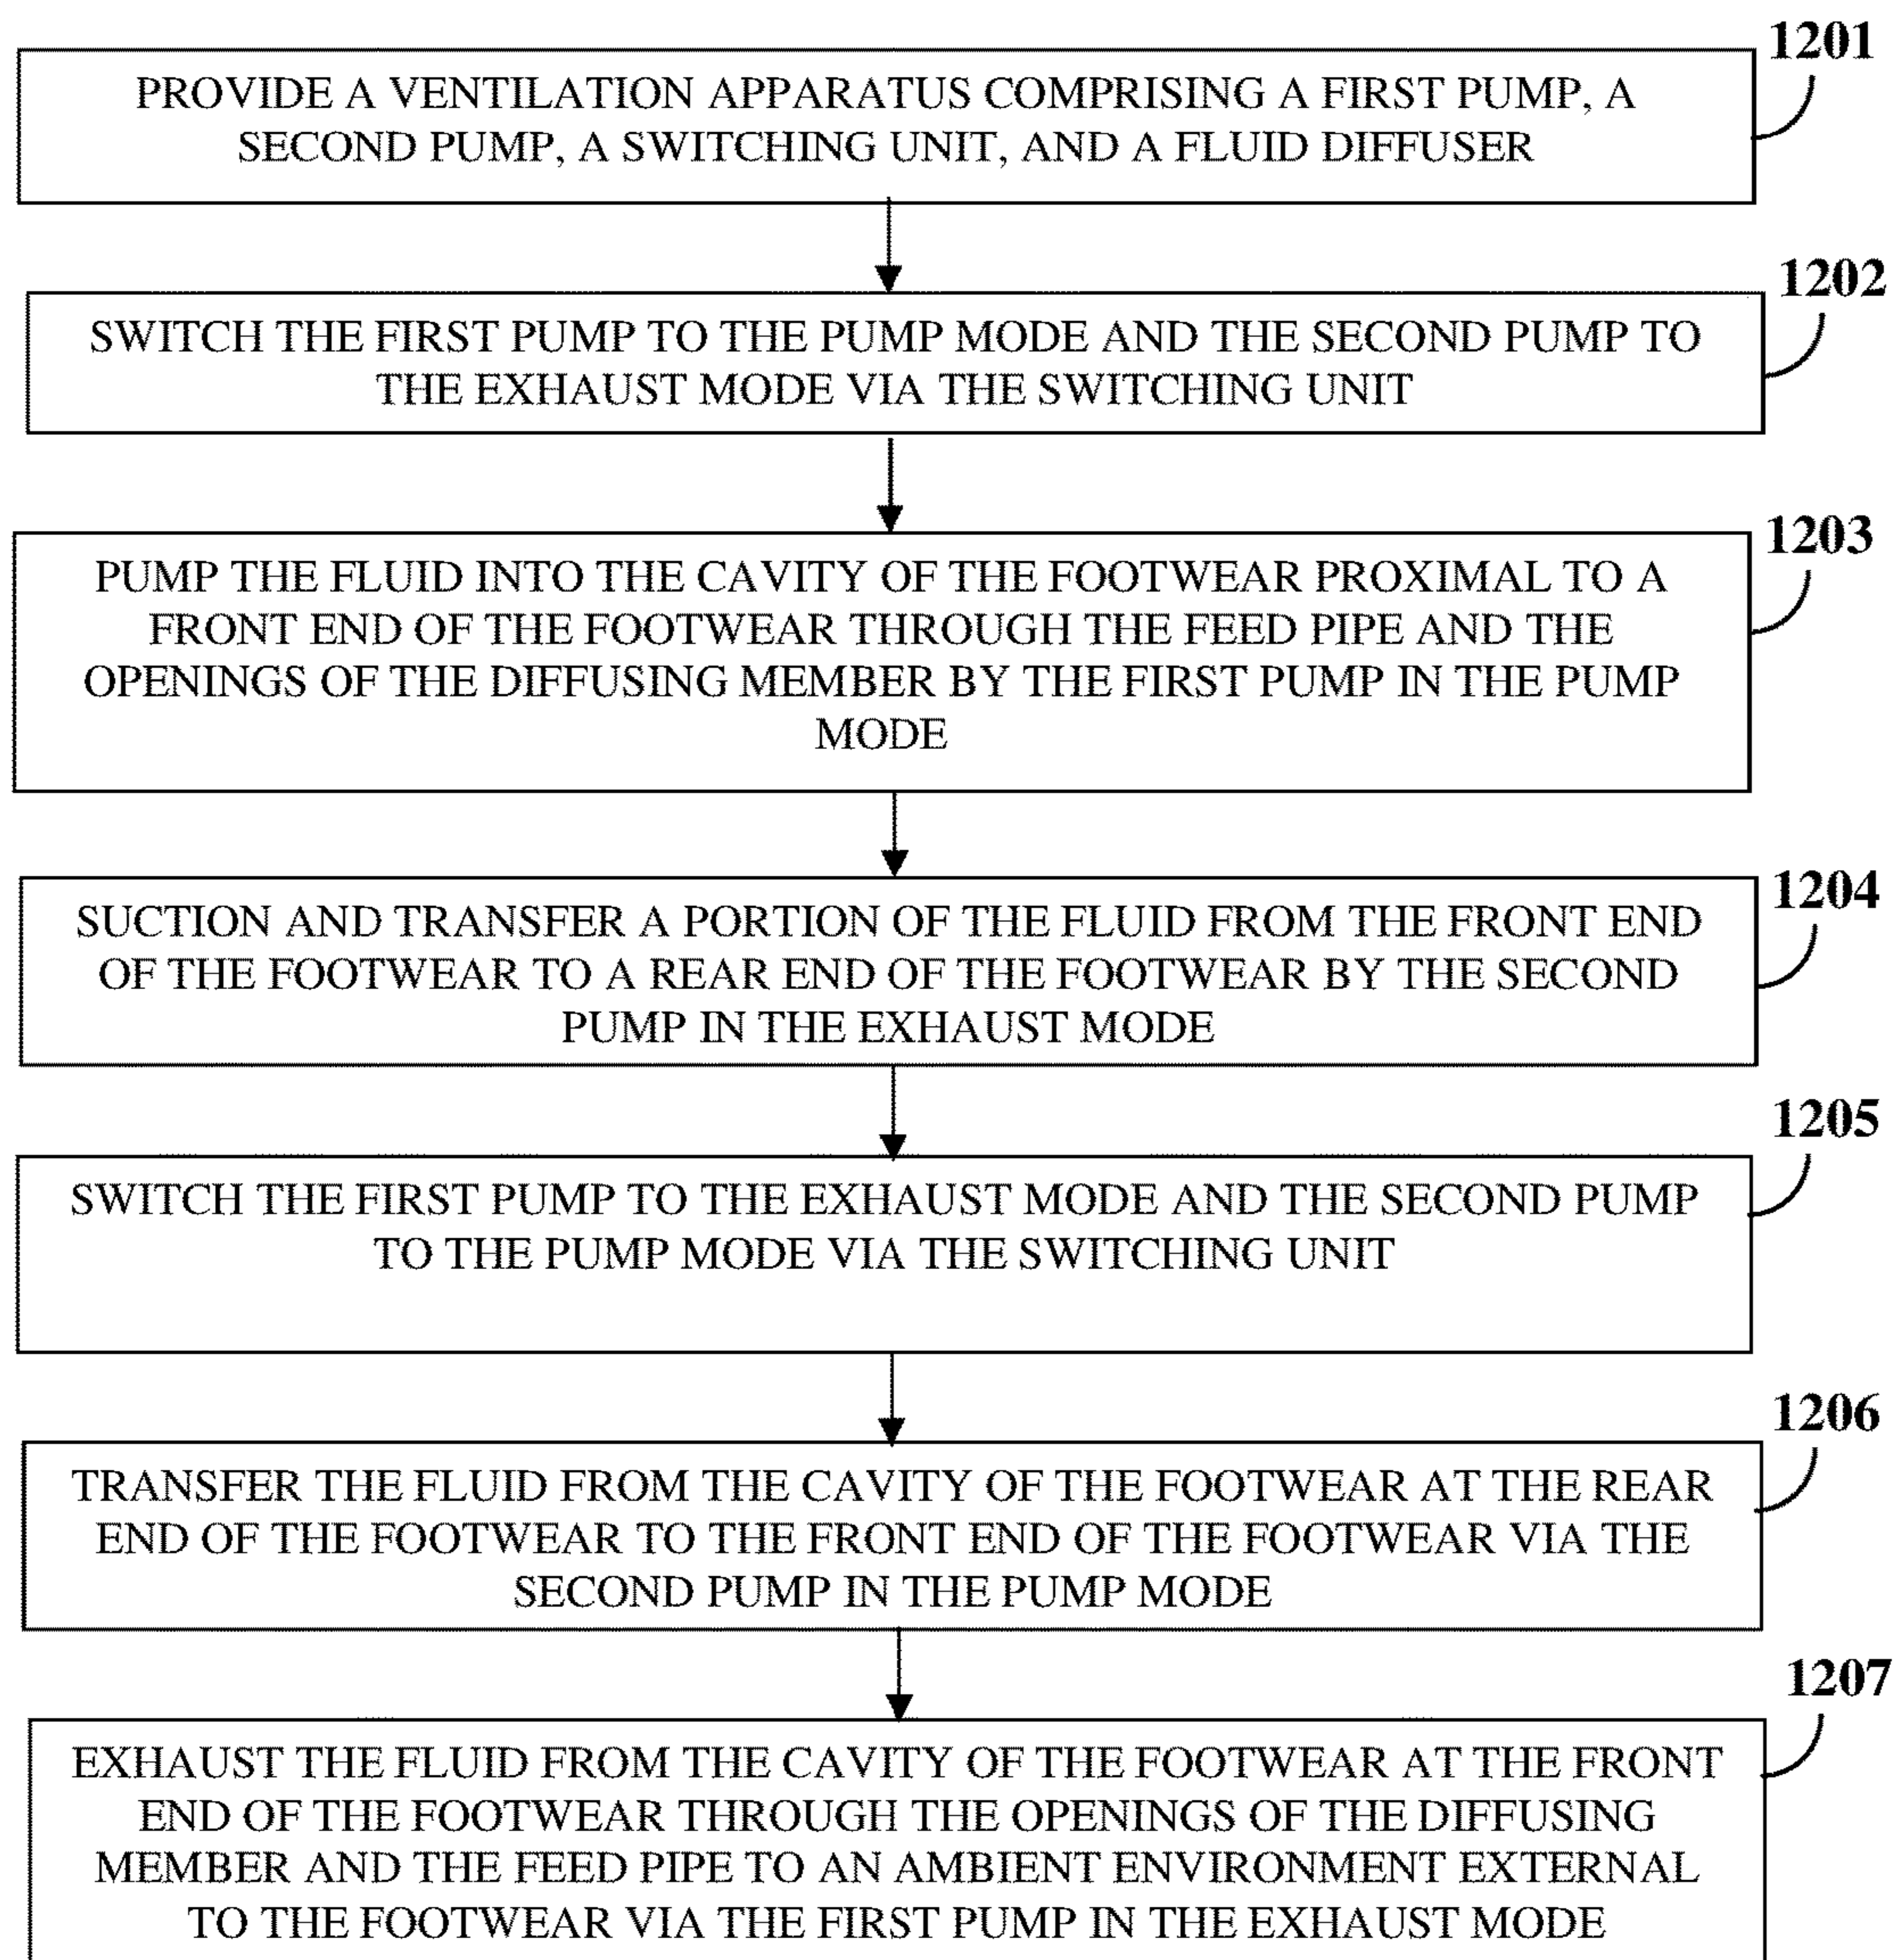 1201
PROVIDE A VENTILATION APPARATUS COMPRISING A FIRST PUMP, A
SECOND PUMP, A SWITCHING UNIT, AND A FLUID DIFFUSER
1202
SWITCH THE FIRST PUMP TO THE PUMP MODE AND THE SECOND PUMP TO
THE EXHAUST MODE VIA THE SWITCHING UNIT
1203
PUMP THE FLUID INTO THE CAVITY OF THE FOOTWEAR PROXIMAL TO A
FRONT END OF THE FOOTWEAR THROUGH THE FEED PIPE AND THE
OPENINGS OF THE DIFFUSING MEMBER BY THE FIRST PUMP IN THE PUMP
MODE
1204
SUCTION AND TRANSFER A PORTION OF THE FLUID FROM THE FRONT END
OF THE FOOTWEAR TO A REAR END OF THE FOOTWEAR BY THE SECOND
PUMP IN THE EXHAUST MODE
1205
SWITCH THE FIRST PUMP TO THE EXHAUST MODE AND THE SECOND PUMP
TO THE PUMP MODE VIA THE SWITCHING UNIT
1206
TRANSFER THE FLUID FROM THE CAVITY OF THE FOOTWEAR AT THE REAR
END OF THE FOOTWEAR TO THE FRONT END OF THE FOOTWEAR VIA THE
SECOND PUMP IN THE PUMP MODE
1207
EXHAUST THE FLUID FROM THE CAVITY OF THE FOOTWEAR AT THE FRONT
END OF THE FOOTWEAR THROUGH THE OPENINGS OF THE DIFFUSING
MEMBER AND THE FEED PIPE TO AN AMBIENT ENVIRONMENT EXTERNAL
TO THE FOOTWEAR VIA THE FIRST PUMP IN THE EXHAUST MODE